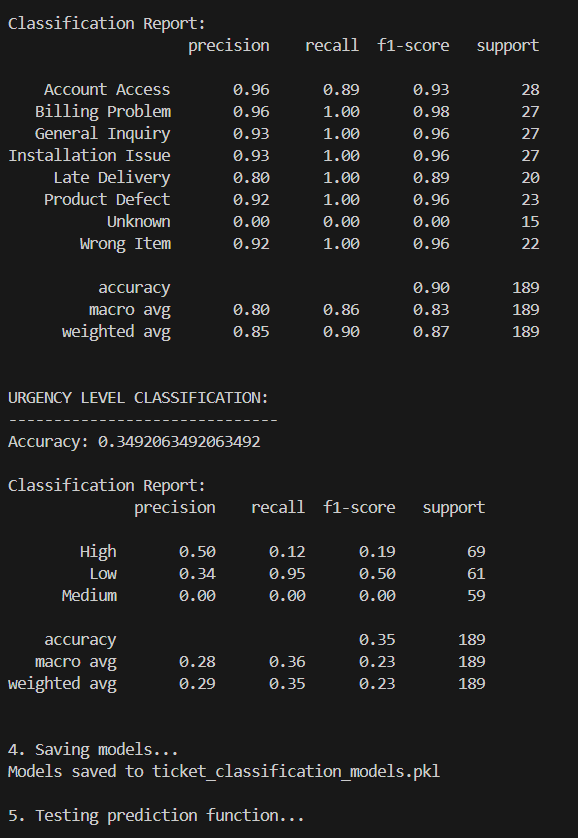 Classification Report:
precision recall f1-score support
Account Access 0.96 0.89 0.93 28
Billing Problem 0.96 1.00 0.98 27
General Inquiry 0.93 1.00 0.96 27
Installation Issue 0.93 1.00 0.96 27
Late Delivery 0.80 1.00 0.89 20
Product Defect 0.92 1.00 0.96 23
Unknown 0.00 0.00 0.00 15
Wrong Item 0.92 1.00 0.96 22
accuracy 0.90 189
macro avg 0.80 0.86 0.83 189
weighted avg 0.85 0.90 0.87 189
URGENCY LEVEL CLASSIFICATION:
------------------------------
Accuracy: 0.3492063492063492
Classification Report:
precision recall f1-score support
High 0.50 0.12 0.19 69
Low 0.34 0.95 0.50 61
Medium 0.00 0.00 0.00 59
accuracy 0.35 189
macro avg 0.28 0.36 0.23 189
weighted avg 0.29 0.35 0.23 189
4. Saving models...
Models saved to ticket_classification_models.pkl
5. Testing prediction function...